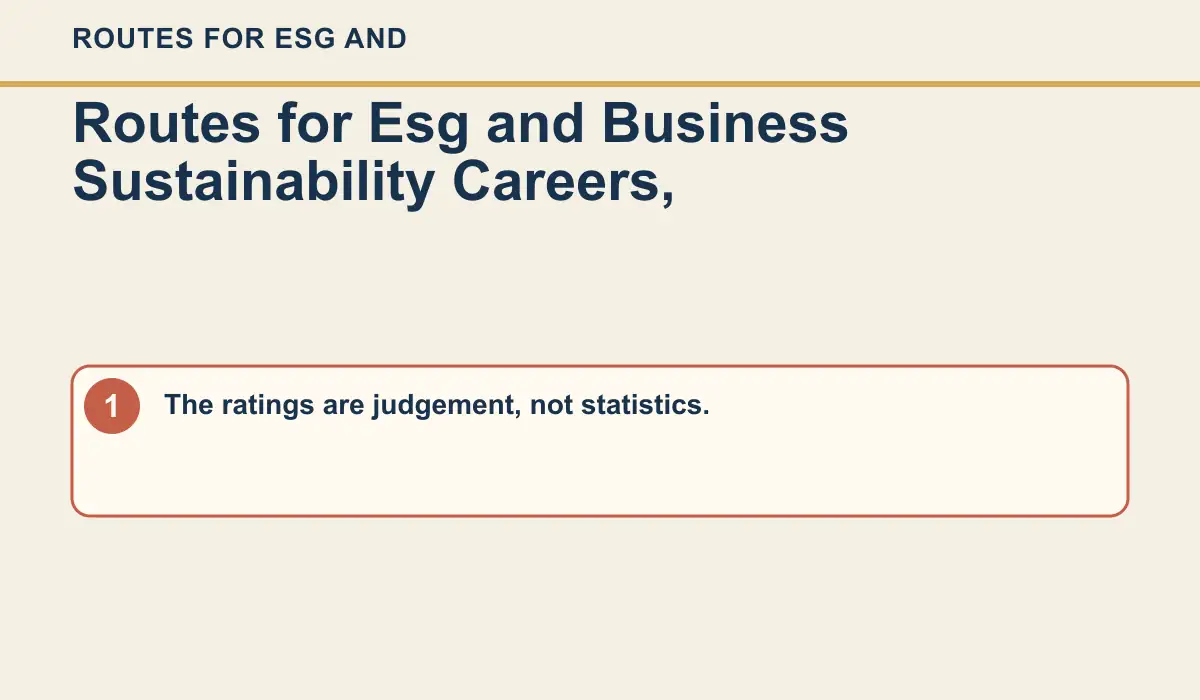 ROUTES FOR ESG AND
Routes for Esg and Business
Sustainability Careers,
1
The ratings are judgement, not statistics.